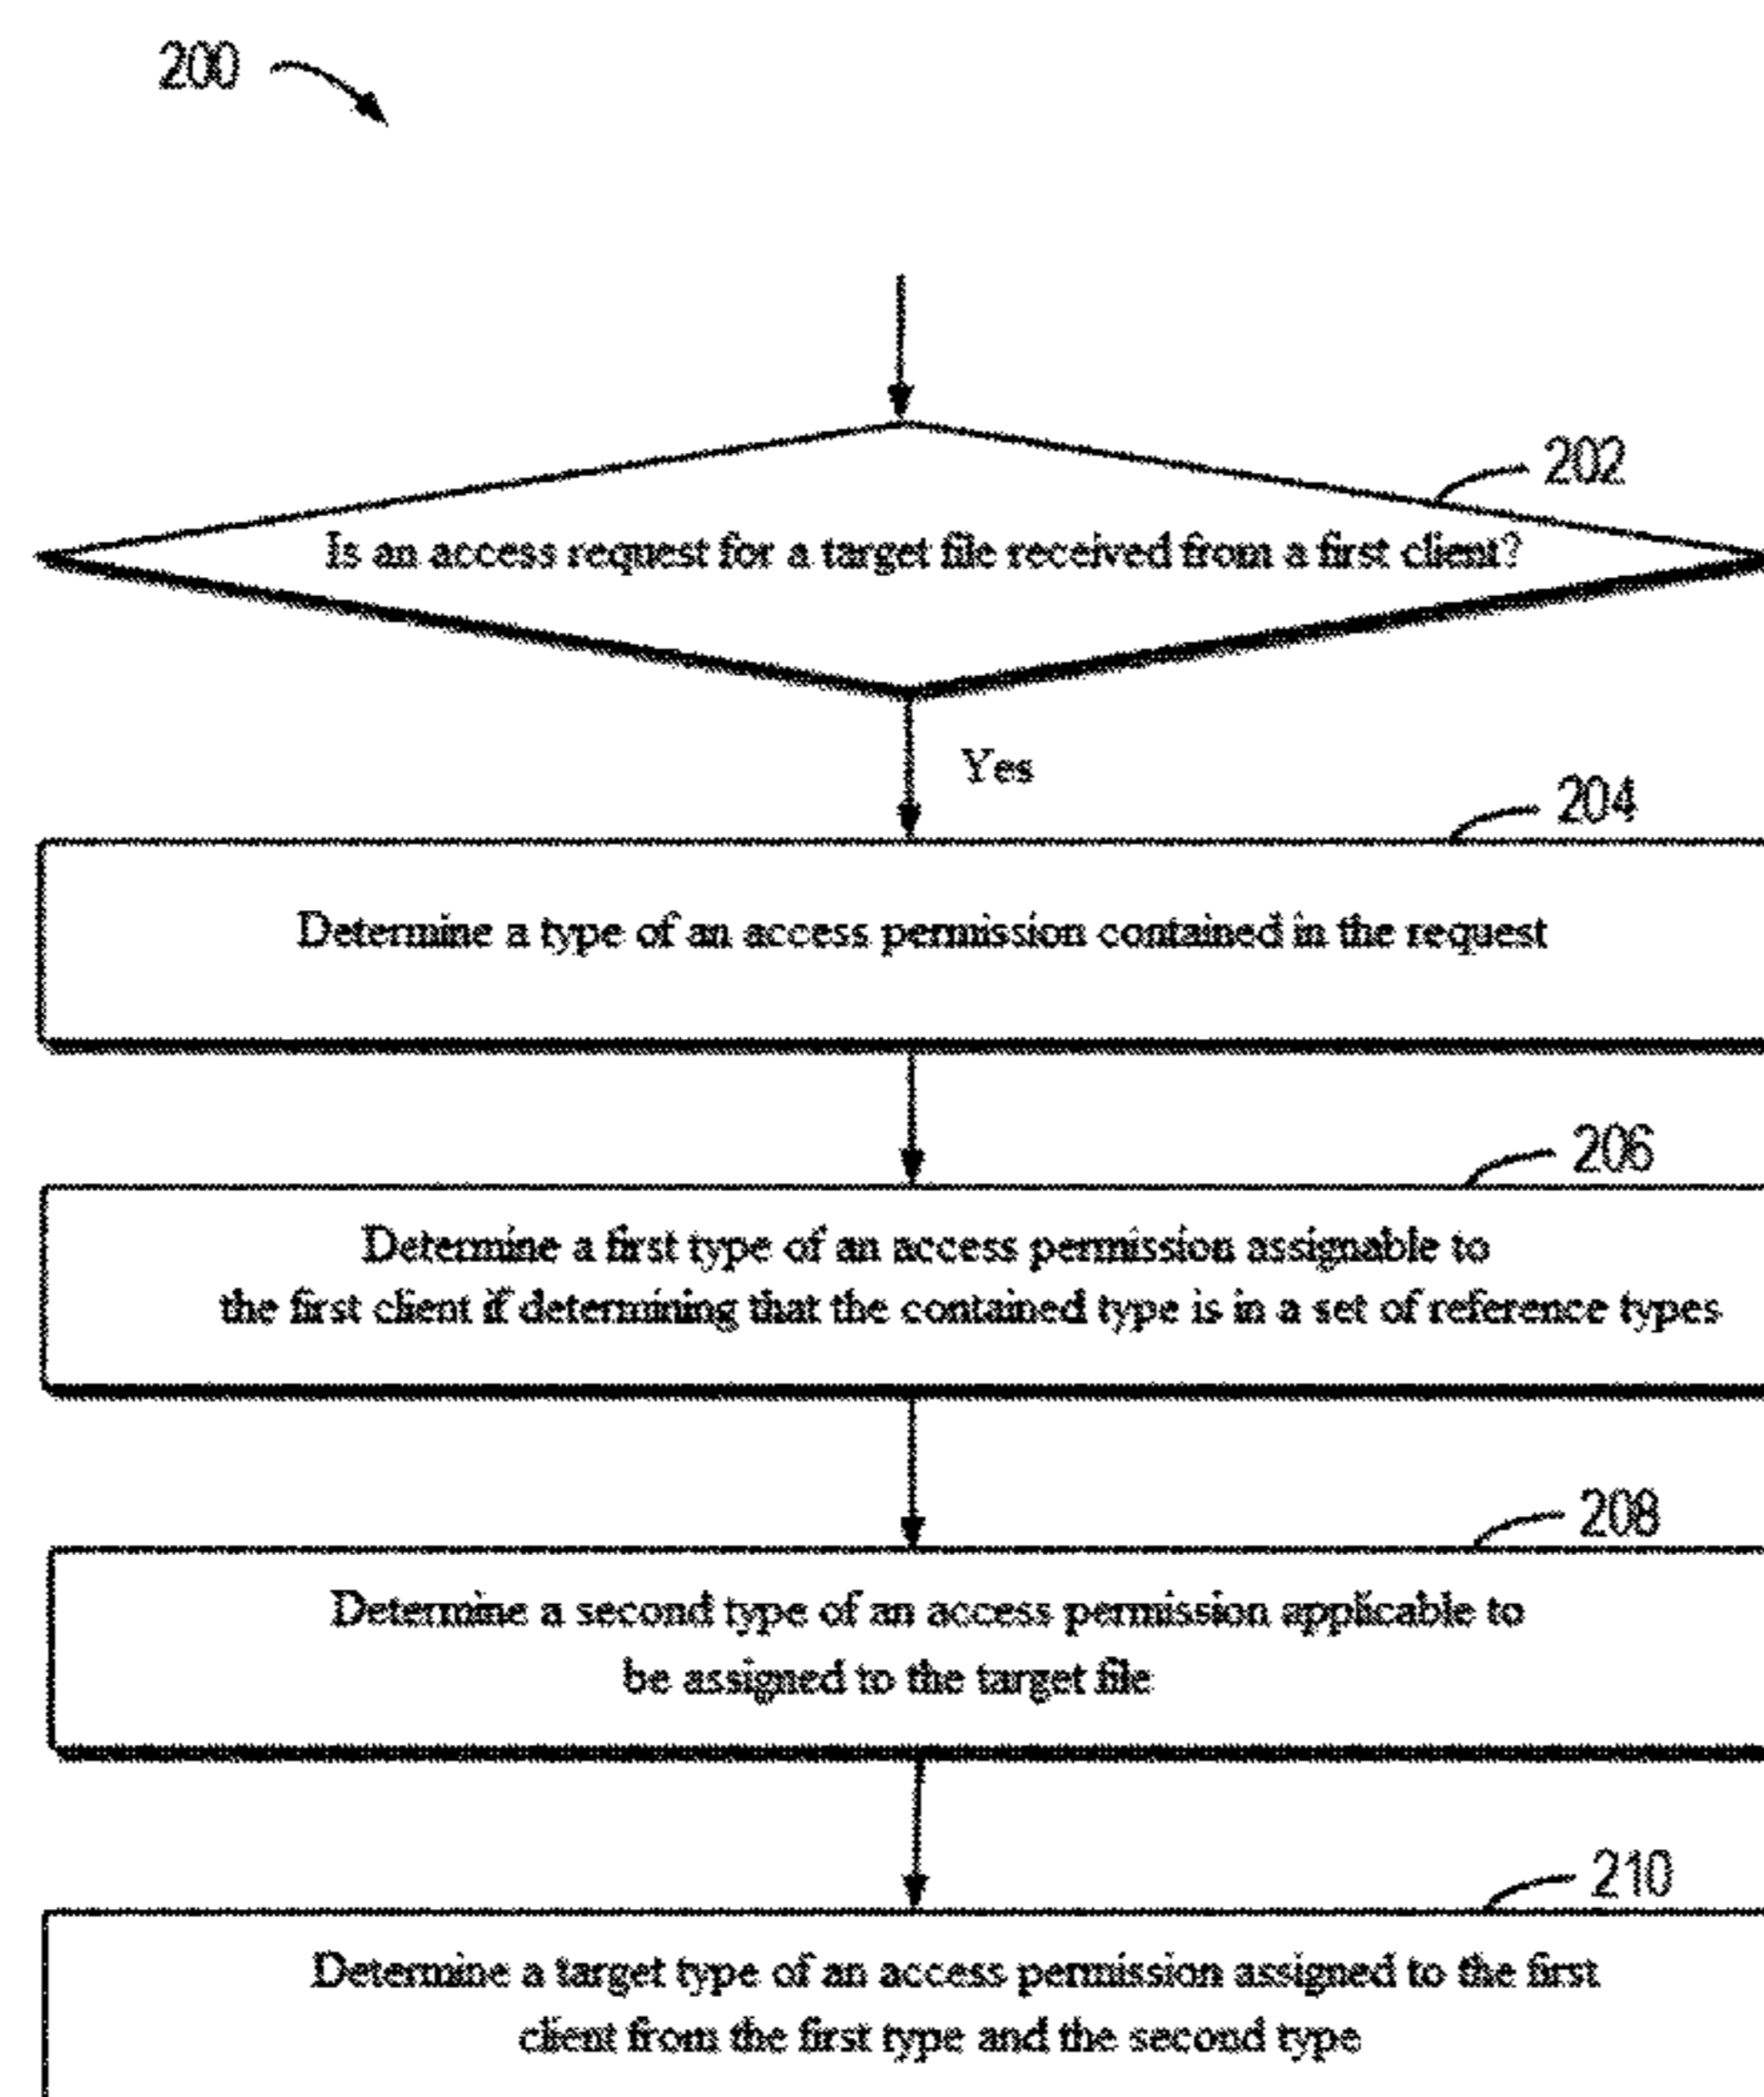 200
202
Is an access request for a target file received from a first client?
Yes
204
Determine a type of an access permission contained in the request
206
Determine a first type of an access permission assignable to
the first client if determining that the contained type is in a set of reference types
208
Determine a second type of an access permission applicable to
be assigned to the target file
210
Determine a target type of an access permission assigned to the first
client from the first type and the second type